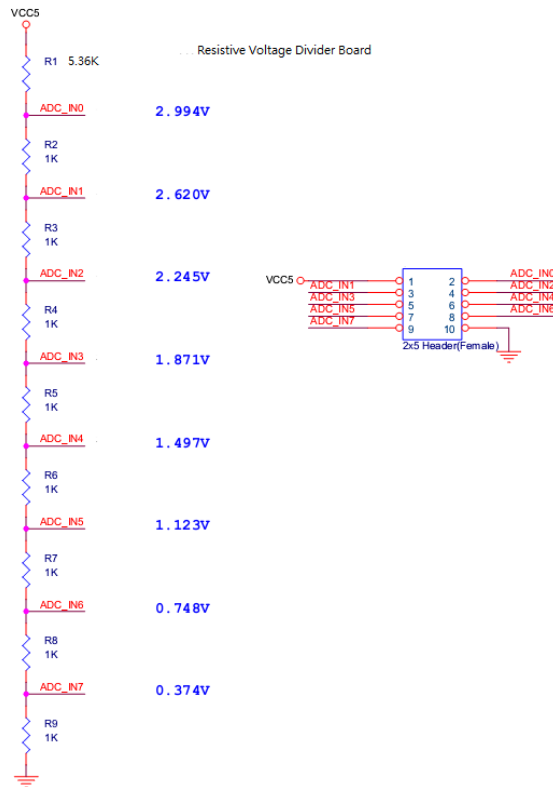 VCC5
Resistive Voltage Divider Board
R1 5.36K
ADC_IN0 2.994V
R2
1K
ADC_IN1 2.620V
R3
1K
ADC_IN2 2.245V
R4
1K
ADC_IN3 1.871V
R5
1K
ADC_IN4 1.497V
R6
1K
ADC_IN5 1.123V
R7
1K
ADC_IN6 0.748V
R8
1K
ADC_IN7 0.374V
R9
1K
VCC5 1 2 ADC_IN0
ADC_IN1 3 4 ADC_IN2
ADC_IN3 5 6 ADC_IN4
ADC_IN5 7 8 ADC_IN6
ADC_IN7 9 10
2x5 Header(Female)